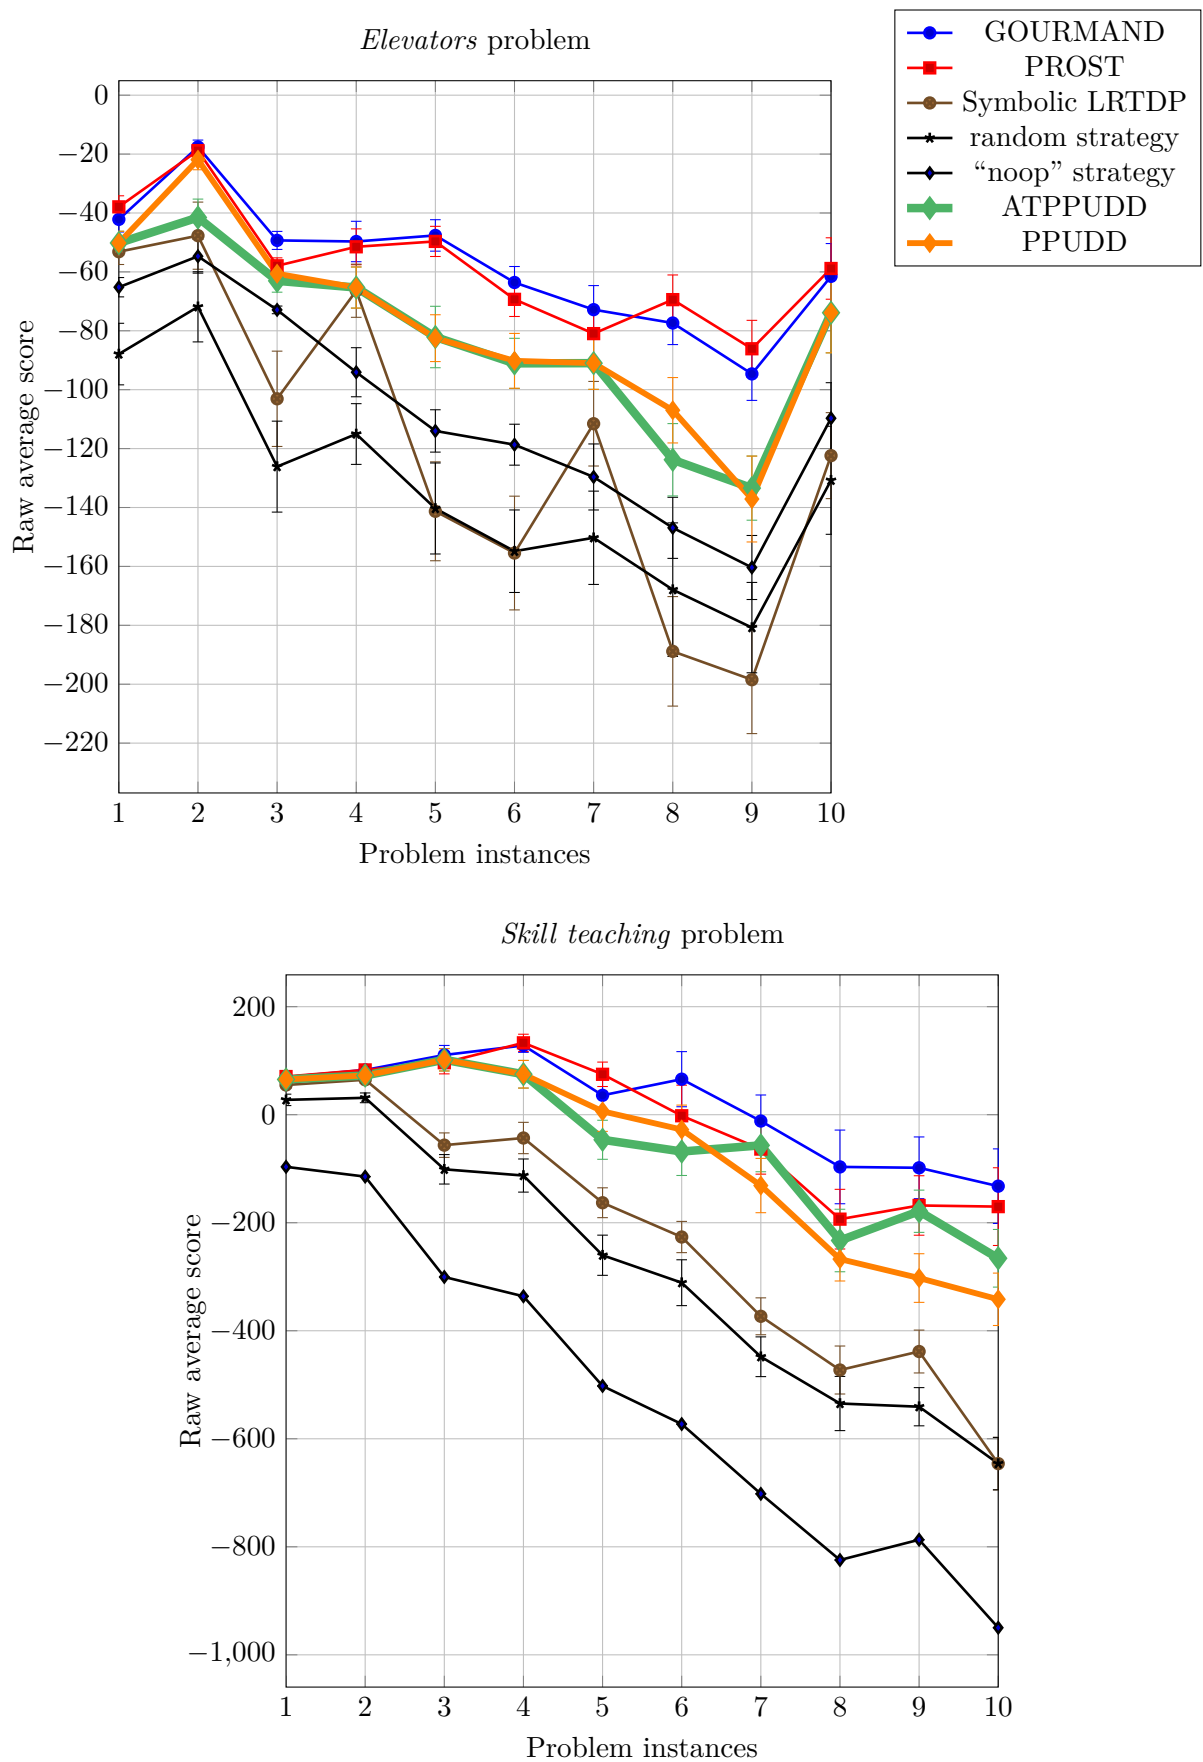 Elevators problem
GOURMAND
PROST
Symbolic LRTDP
random strategy
“noop” strategy
ATPPUDD
PPUDD
0
−20
−40
−60
−80
−100
−120
−140
−160
−180
−200
−220
Raw average score
1 2 3 4 5 6 7 8 9 10
Problem instances
Skill teaching problem
200
0
−200
−400
−600
−800
−1,000
Raw average score
1 2 3 4 5 6 7 8 9 10
Problem instances